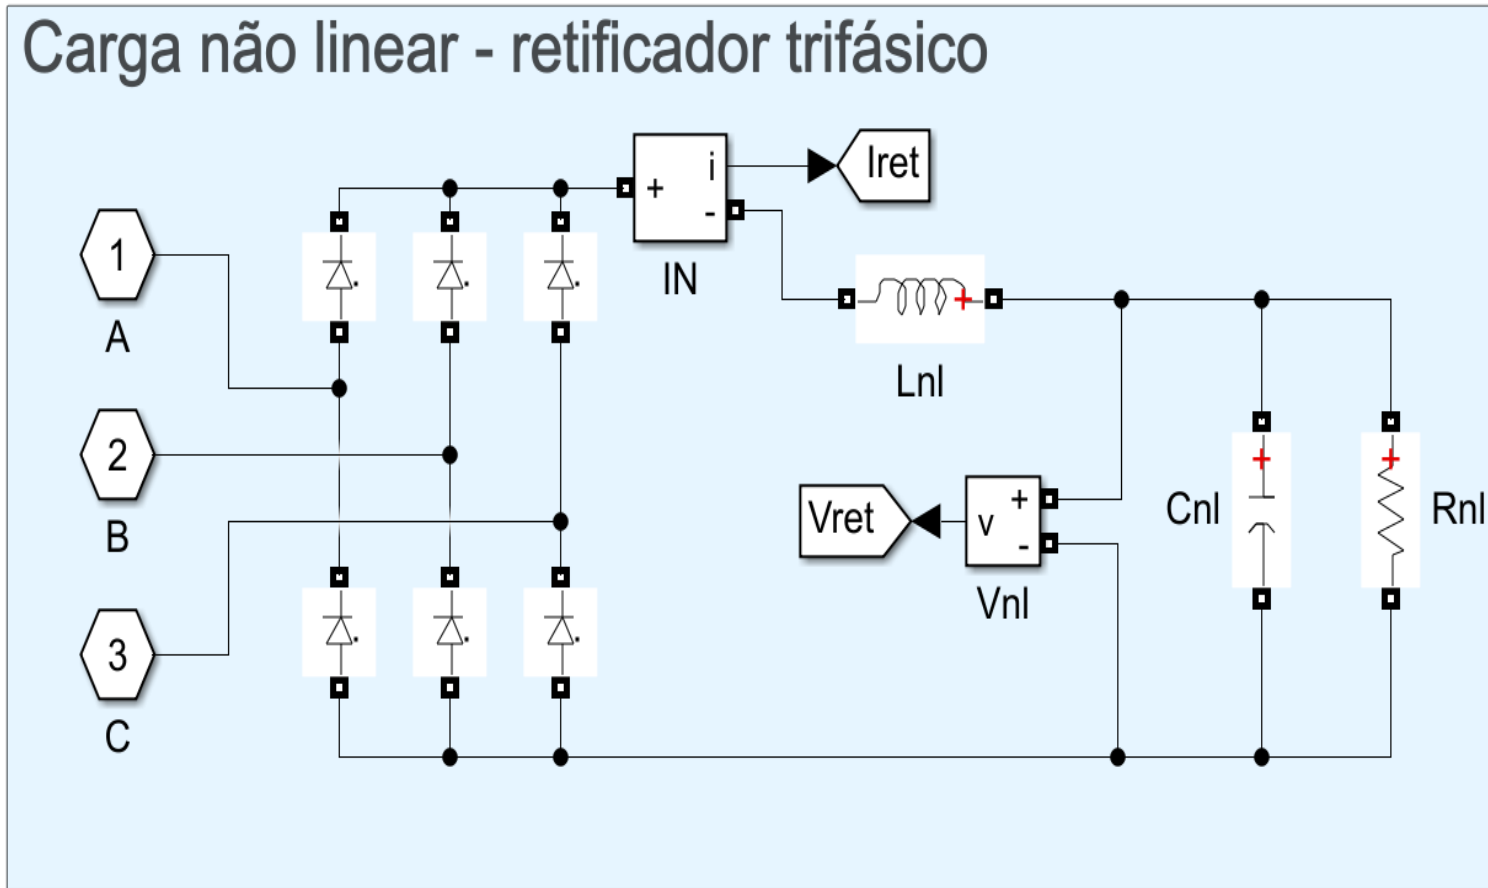 Carga não linear - retificador trifásico
i
Iret
+
-
IN
1
A
Lnl
2
B
Vret
v
+
-
Vnl
+
Cnl
+
Rnl
3
C